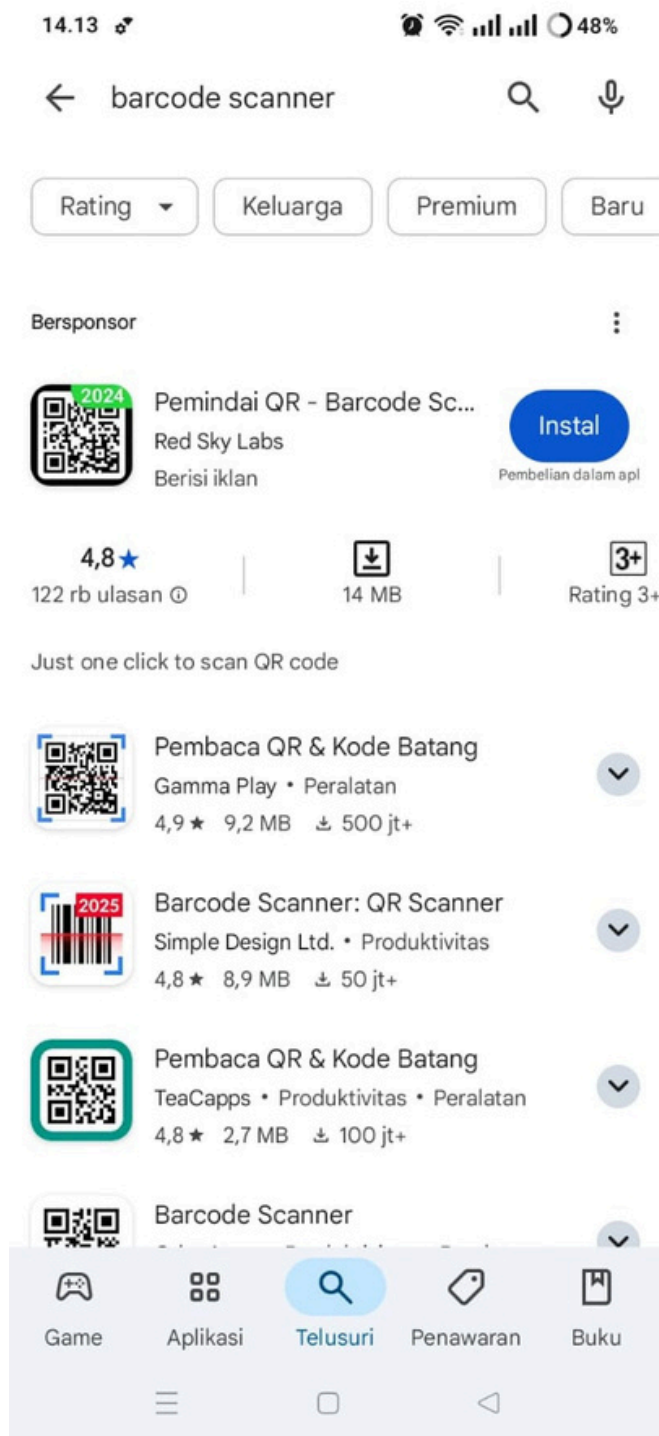 14.13 48%
barcode scanner
Rating Keluarga Premium Baru
Bersponsor
2024
Pemindai QR - Barcode Sc...
Red Sky Labs
Berisi iklan
Instal
Pembelian dalam apl
4,8★ 3+
122 rb ulasan 14 MB Rating 3+
Just one click to scan QR code
Pembaca QR & Kode Batang
Gamma Play • Peralatan
4,9★ 9,2 MB 500 jt+
2025
Barcode Scanner: QR Scanner
Simple Design Ltd. • Produktivitas
4,8★ 8,9 MB 50 jt+
Pembaca QR & Kode Batang
TeaCapps • Produktivitas • Peralatan
4,8★ 2,7 MB 100 jt+
Barcode Scanner
Game Aplikasi Telusuri Penawaran Buku